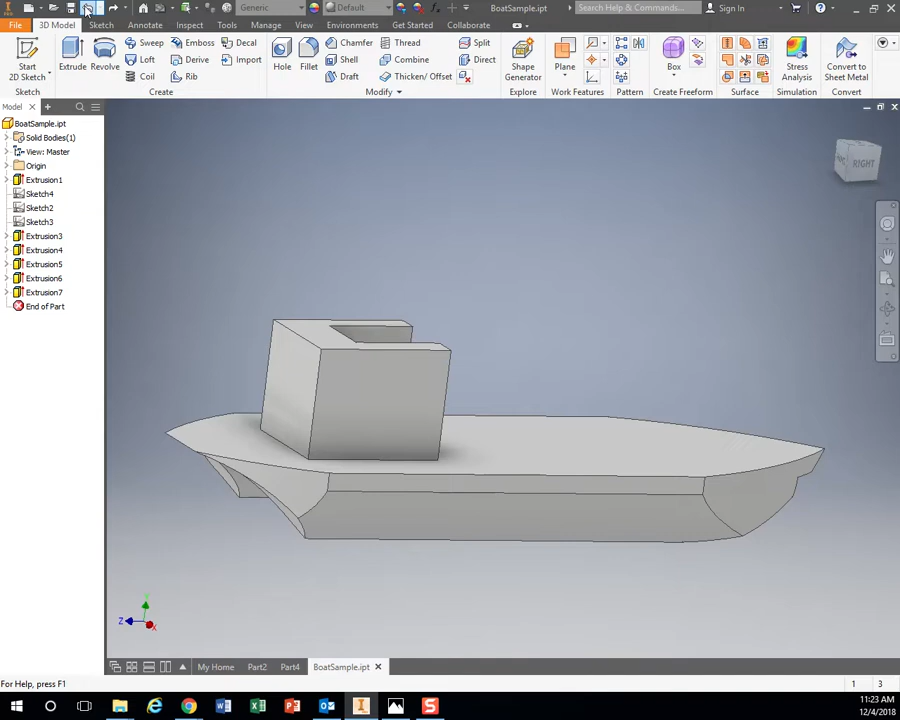 Generic Default BoatSample.ipt Search Help & Commands... Sign In
File 3D Model Sketch Annotate Inspect Tools Manage View Environments Get Started Collaborate
Start
2D Sketch
Extrude Revolve
Sweep Emboss Decal
Loft Derive Import
Coil Rib
Hole Fillet
Chamfer Thread Split
Shell Combine Direct
Draft Thicken/ Offset
Shape
Generator
Plane
Box
Stress
Analysis
Convert to
Sheet Metal
Sketch Create Modify Explore Work Features Pattern Create Freeform Surface Simulation Convert
Model
BoatSample.ipt
Solid Bodies(1)
View: Master
Origin
Extrusion1
Sketch4
Sketch2
Sketch3
Extrusion3
Extrusion4
Extrusion5
Extrusion6
Extrusion7
End of Part
RIGHT
Y
Z
X
My Home Part2 Part4 BoatSample.ipt
For Help, press F1 1 3
11:23 AM
12/4/2018